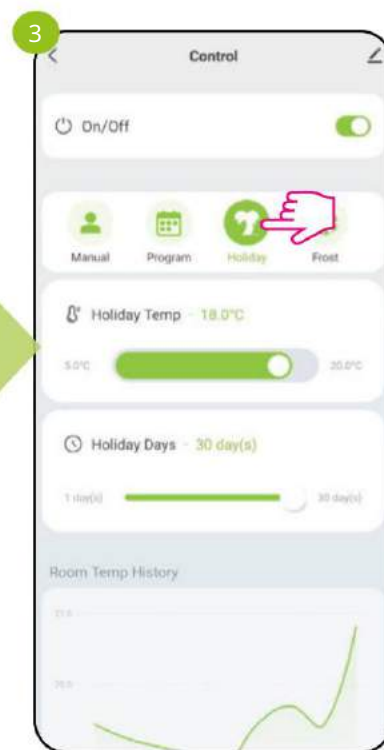 3
Control
On/Off
Manual Program Holiday Frost
Holiday Temp - 18.0°C
5.0°C 20.0°C
Holiday Days - 30 day(s)
1 day(s) 30 day(s)
Room Temp History